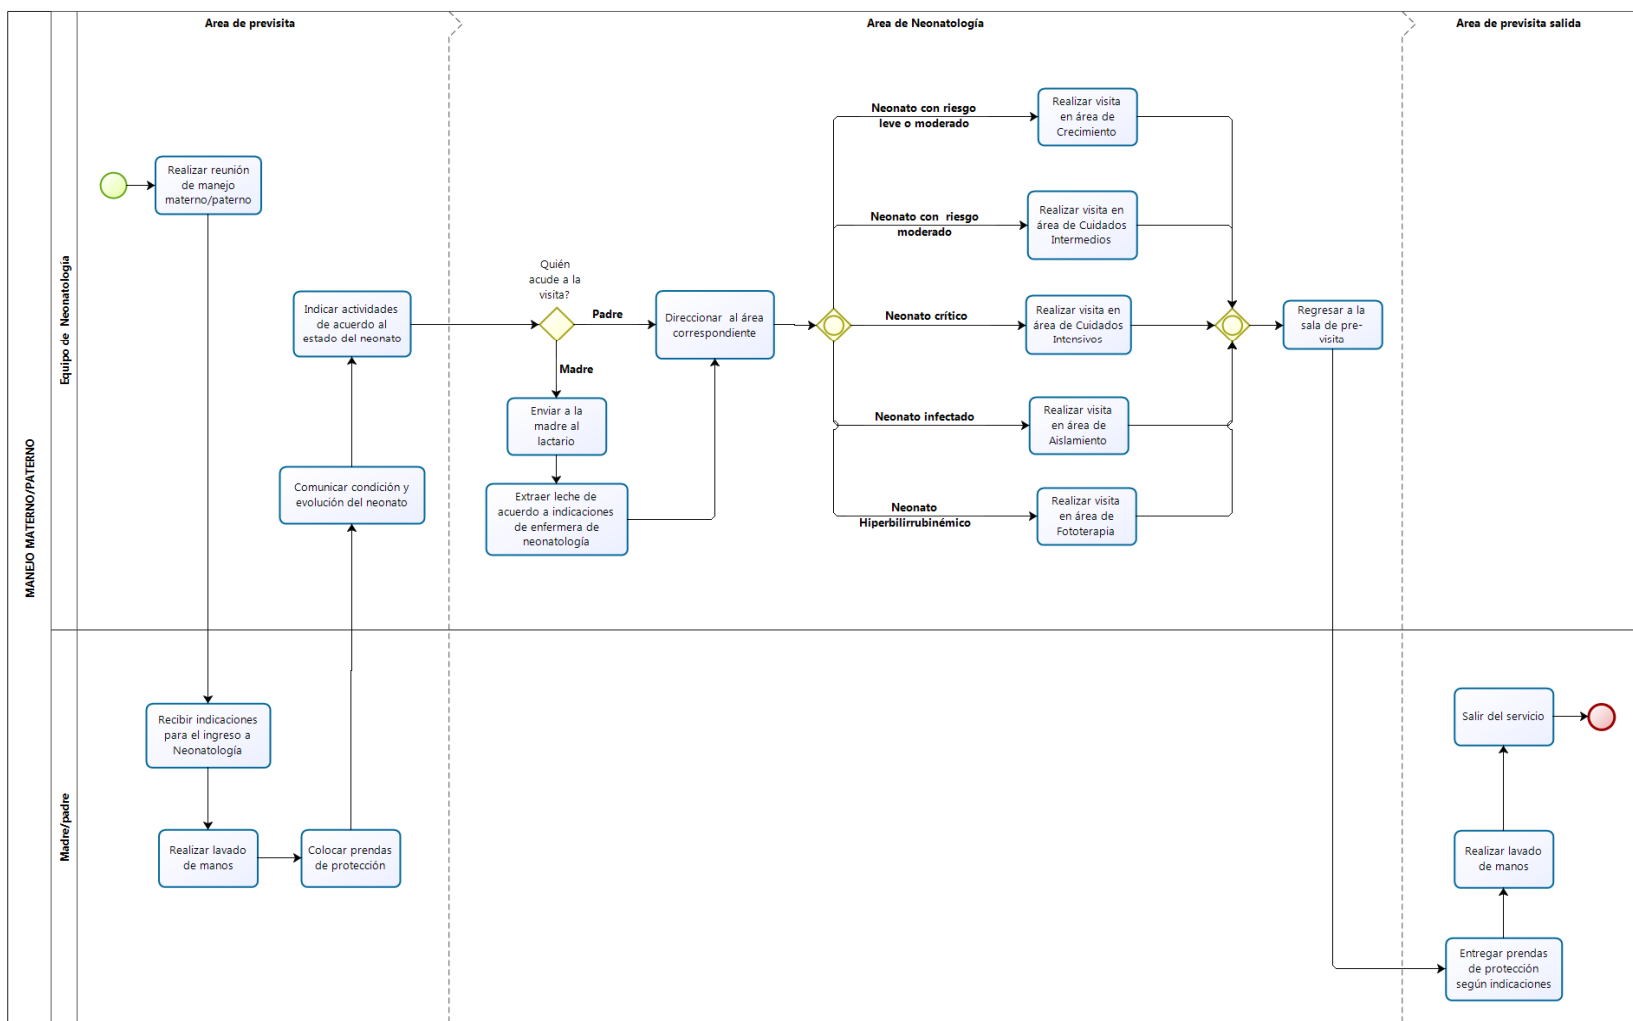 Area de previsita
Area de Neonatología
Area de previsita salida
MANEJO MATERNO/PATERNO
Equipo de Neonatología
Realizar reunión
de manejo
materno/paterno
Indicar actividades
de acuerdo al
estado del neonato
Comunicar condición y
evolución del neonato
Quién
acude a la
visita?
Padre
Madre
Enviar a la
madre al
lactario
Extraer leche de
acuerdo a indicaciones
de enfermera de
neonatología
Direccionar al área
correspondiente
Neonato con riesgo
leve o moderado
Realizar visita
en área de
Crecimiento
Neonato con riesgo
moderado
Realizar visita en
área de Cuidados
Intermedios
Neonato crítico
Realizar visita en
área de Cuidados
Intensivos
Neonato infectado
Realizar visita
en área de
Aislamiento
Neonato
Hiperbilirrubinémico
Realizar visita
en área de
Fototerapia
Regresar a la
sala de pre-
visita
Madre/padre
Recibir indicaciones
para el ingreso a
Neonatología
Realizar lavado
de manos
Colocar prendas
de protección
Salir del servicio
Realizar lavado
de manos
Entregar prendas
de protección
según indicaciones